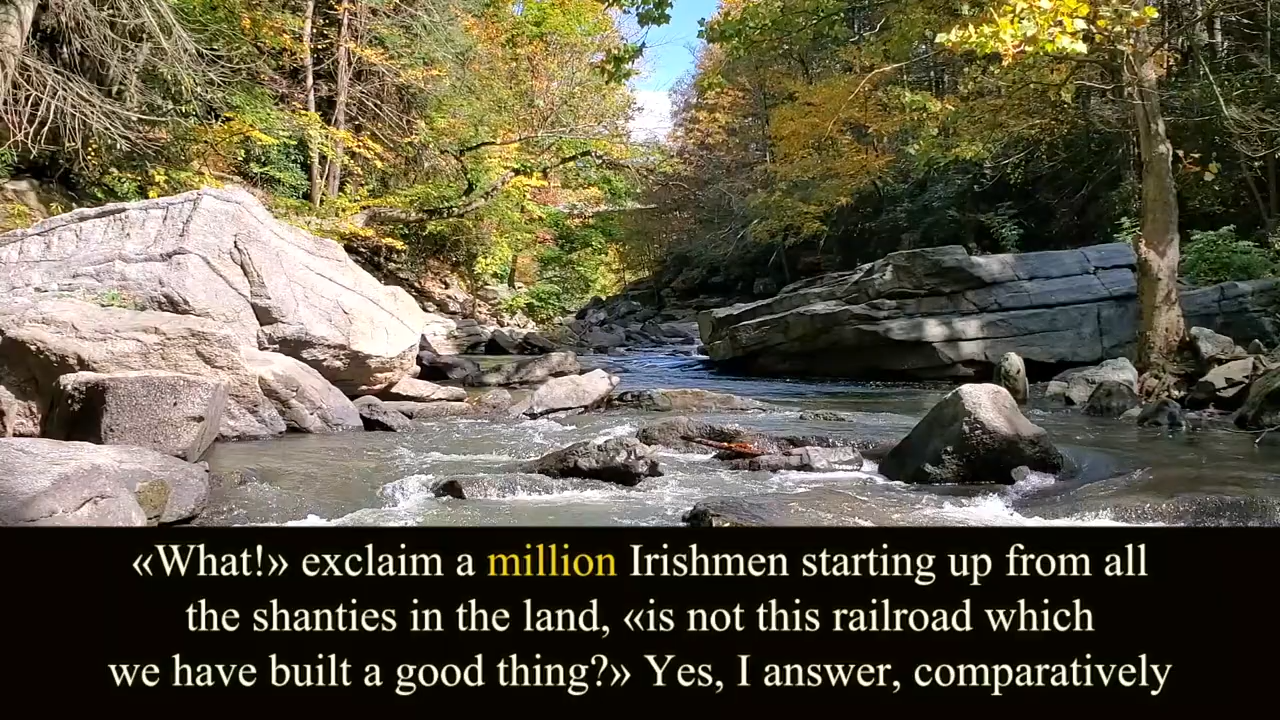 «What!» exclaim a million Irishmen starting up from all
the shanties in the land, «is not this railroad which
we have built a good thing?» Yes, I answer, comparatively